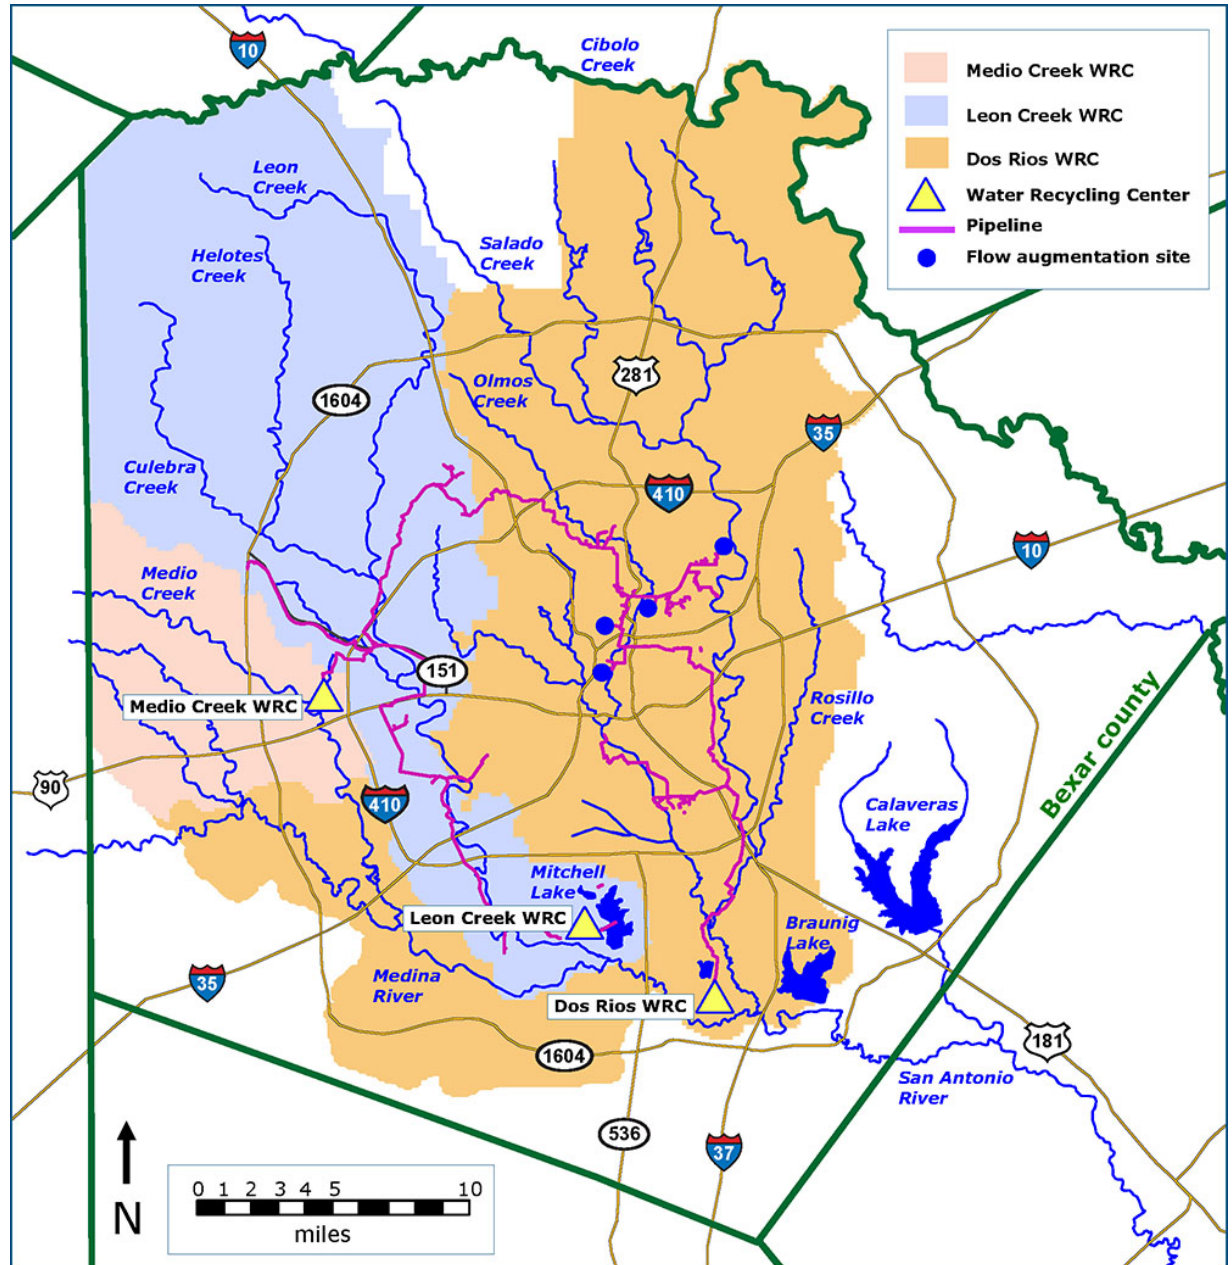 10
Cibolo
Creek
Medio Creek WRC
Leon Creek WRC
Dos Rios WRC
Water Recycling Center
Pipeline
Flow augmentation site
Leon
Creek
Helotes
Creek
Salado
Creek
281
1604
Olmos
Creek
35
Culebra
Creek
410
10
Medio
Creek
151
Medio Creek WRC
Rosillo
Creek
Bexar county
90
410
Calaveras
Lake
Mitchell
Lake
Leon Creek WRC
Braunig
Lake
Medina
River
35
Dos Rios WRC
1604
181
San Antonio
River
536
37
N
0 1 2 3 4 5 10
miles